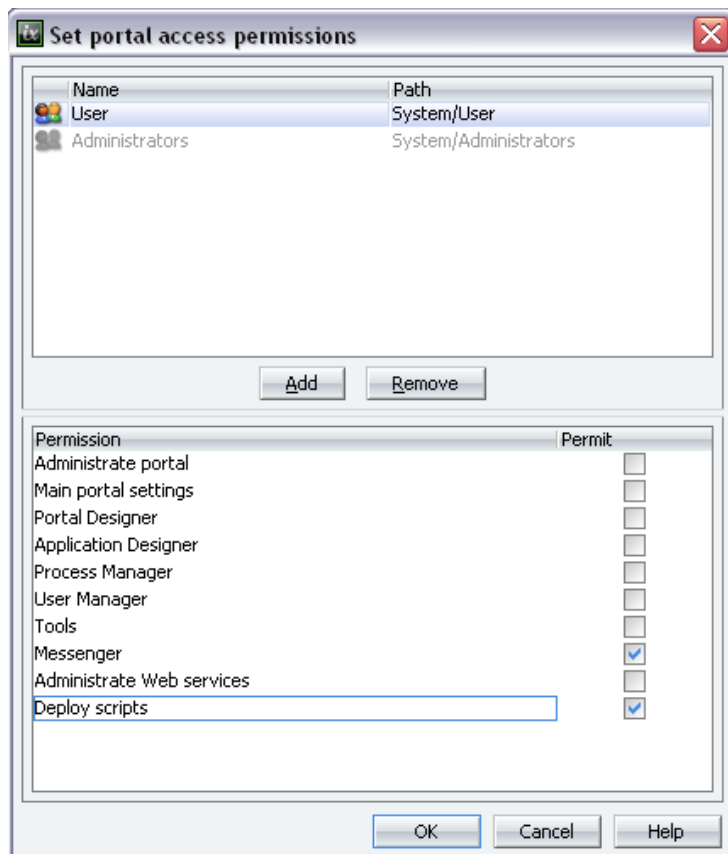 ix Set portal access permissions
Name Path
User System/User
Administrators System/Administrators
Add Remove
Permission Permit
Administrate portal
Main portal settings
Portal Designer
Application Designer
Process Manager
User Manager
Tools
Messenger
Administrate Web services
Deploy scripts
OK Cancel Help